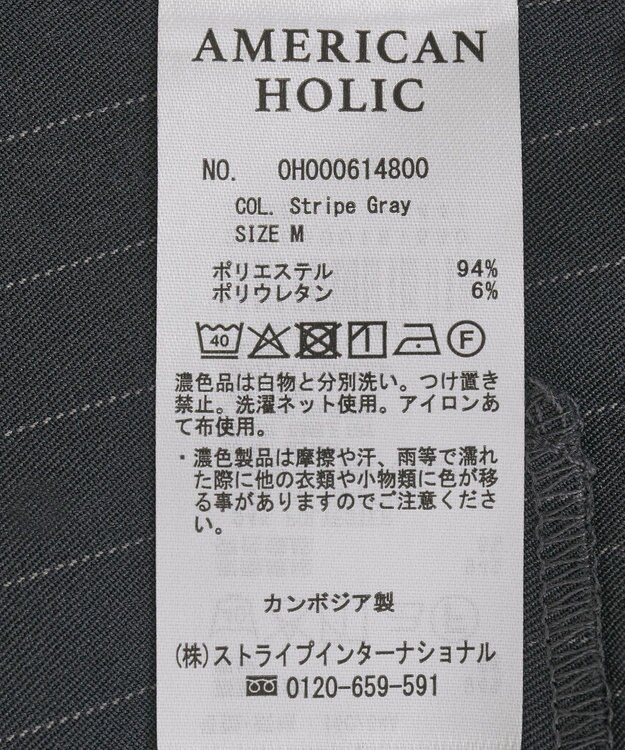 AMERICAN
HOLIC
NO. OH000614800
COL. Stripe Gray
SIZE M
ポリエステル 94%
ポリウレタン 6%
40 F
濃色品は白物と分別洗い。つけ置き
禁止。洗濯ネット使用。アイロンあ
て布使用。
・濃色製品は摩擦や汗、雨等で濡れ
た際に他の衣類や小物類に色が移
る事がありますのでご注意くださ
い。
カンボジア製
(株)ストライプインターナショナル
0120-659-591